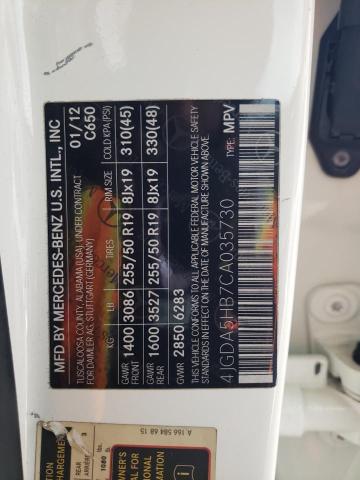 MFD BY MERCEDES-BENZ U.S. INTL., INC
TUSCALOOSA COUNTY, ALABAMA (USA) 01/12
FOR DAIMLER AG, STUTTGART (GERMANY) C650
KG LB TIRES RIM SIZE COLD KPA(PSI)
GAWR FRONT 1400 3086 255/50 R19 8Jx19 310(45)
GAWR REAR 1600 3527 255/50 R19 8Jx19 330(48)
GVWR 2850 6283
THIS VEHICLE CONFORMS TO ALL APPLICABLE FEDERAL MOTOR VEHICLE SAFETY
STANDARDS IN EFFECT ON THE DATE OF MANUFACTURE SHOWN ABOVE.
4JGDA5HB7CA035730 TYPE: MPV
A 166 584 68 15
1080 lbs.
OWNER'S
INFORMATION